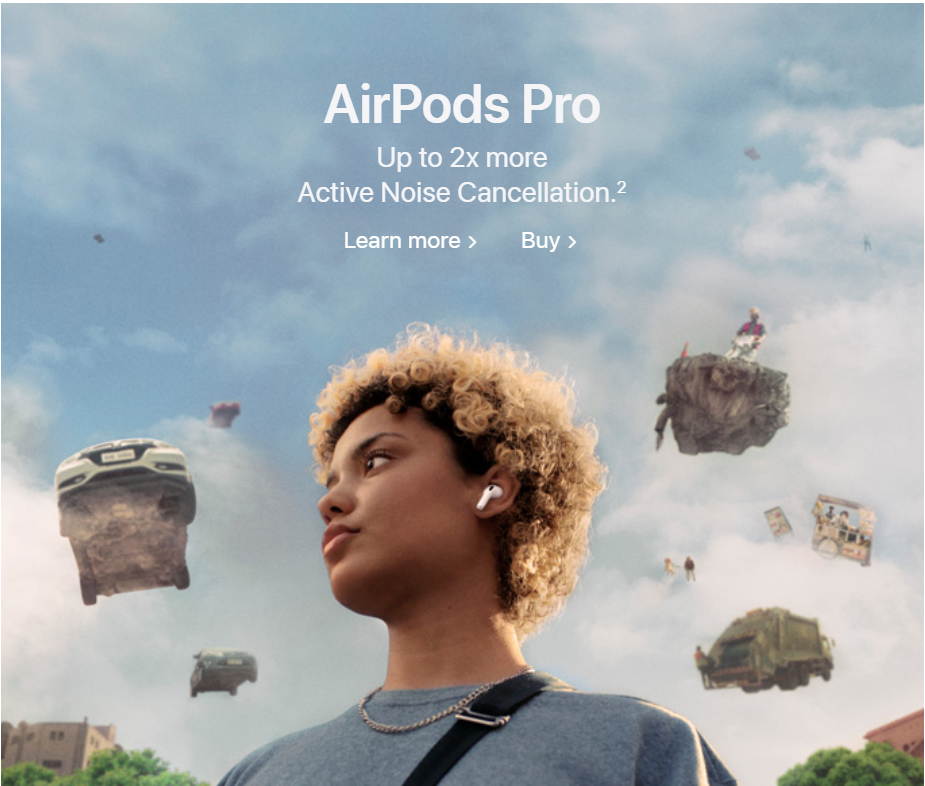 AirPods Pro
Up to 2x more
Active Noise Cancellation.²
Learn more >
Buy >